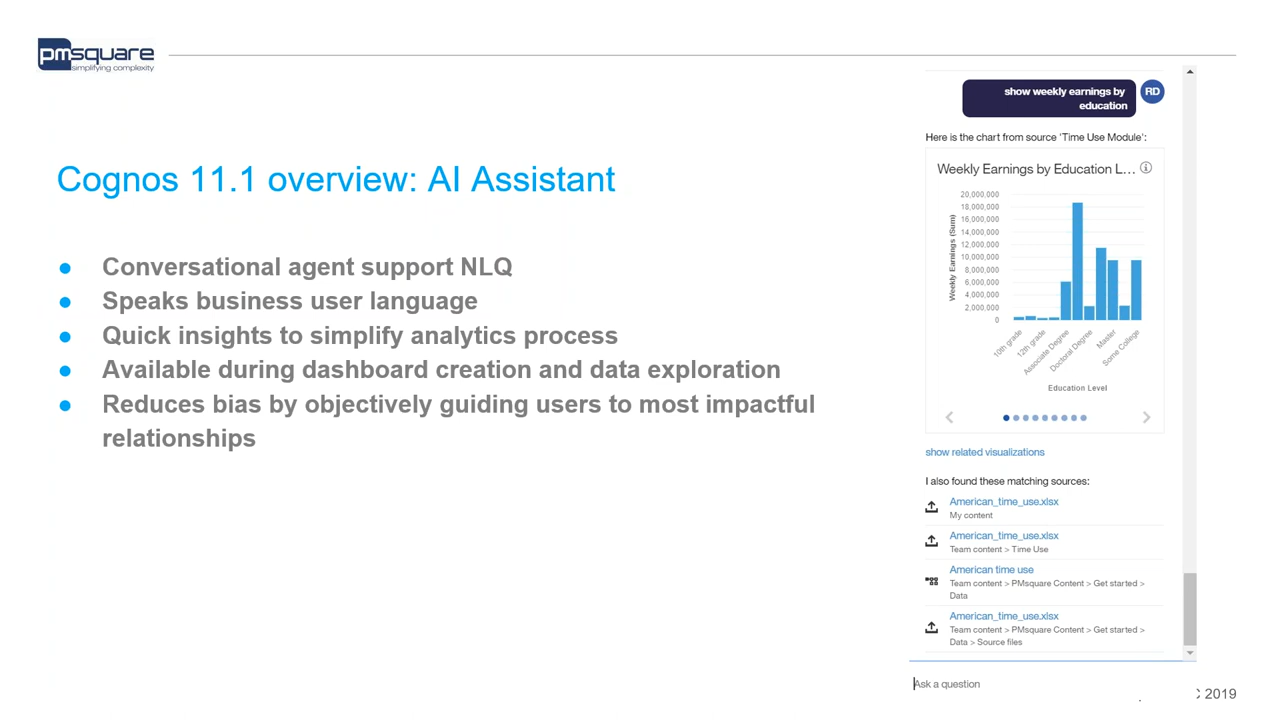 pmsquare
simplifying complexity
Cognos 11.1 overview: AI Assistant
● Conversational agent support NLQ
● Speaks business user language
● Quick insights to simplify analytics process
● Available during dashboard creation and data exploration
● Reduces bias by objectively guiding users to most impactful
relationships
show weekly earnings by
education
RD
Here is the chart from source 'Time Use Module':
Weekly Earnings by Education L...
Weekly Earnings (Sum)
20,000,000
18,000,000
16,000,000
14,000,000
12,000,000
10,000,000
8,000,000
6,000,000
4,000,000
2,000,000
0
10th grade
12th grade
Associate Degree
Doctoral Degree
Master
Some College
Education Level
show related visualizations
I also found these matching sources:
American_time_use.xlsx
My content
American_time_use.xlsx
Team content > Time Use
American time use
Team content > PMsquare Content > Get started >
Data
American_time_use.xlsx
Team content > PMsquare Content > Get started >
Data > Source files
Ask a question
2019